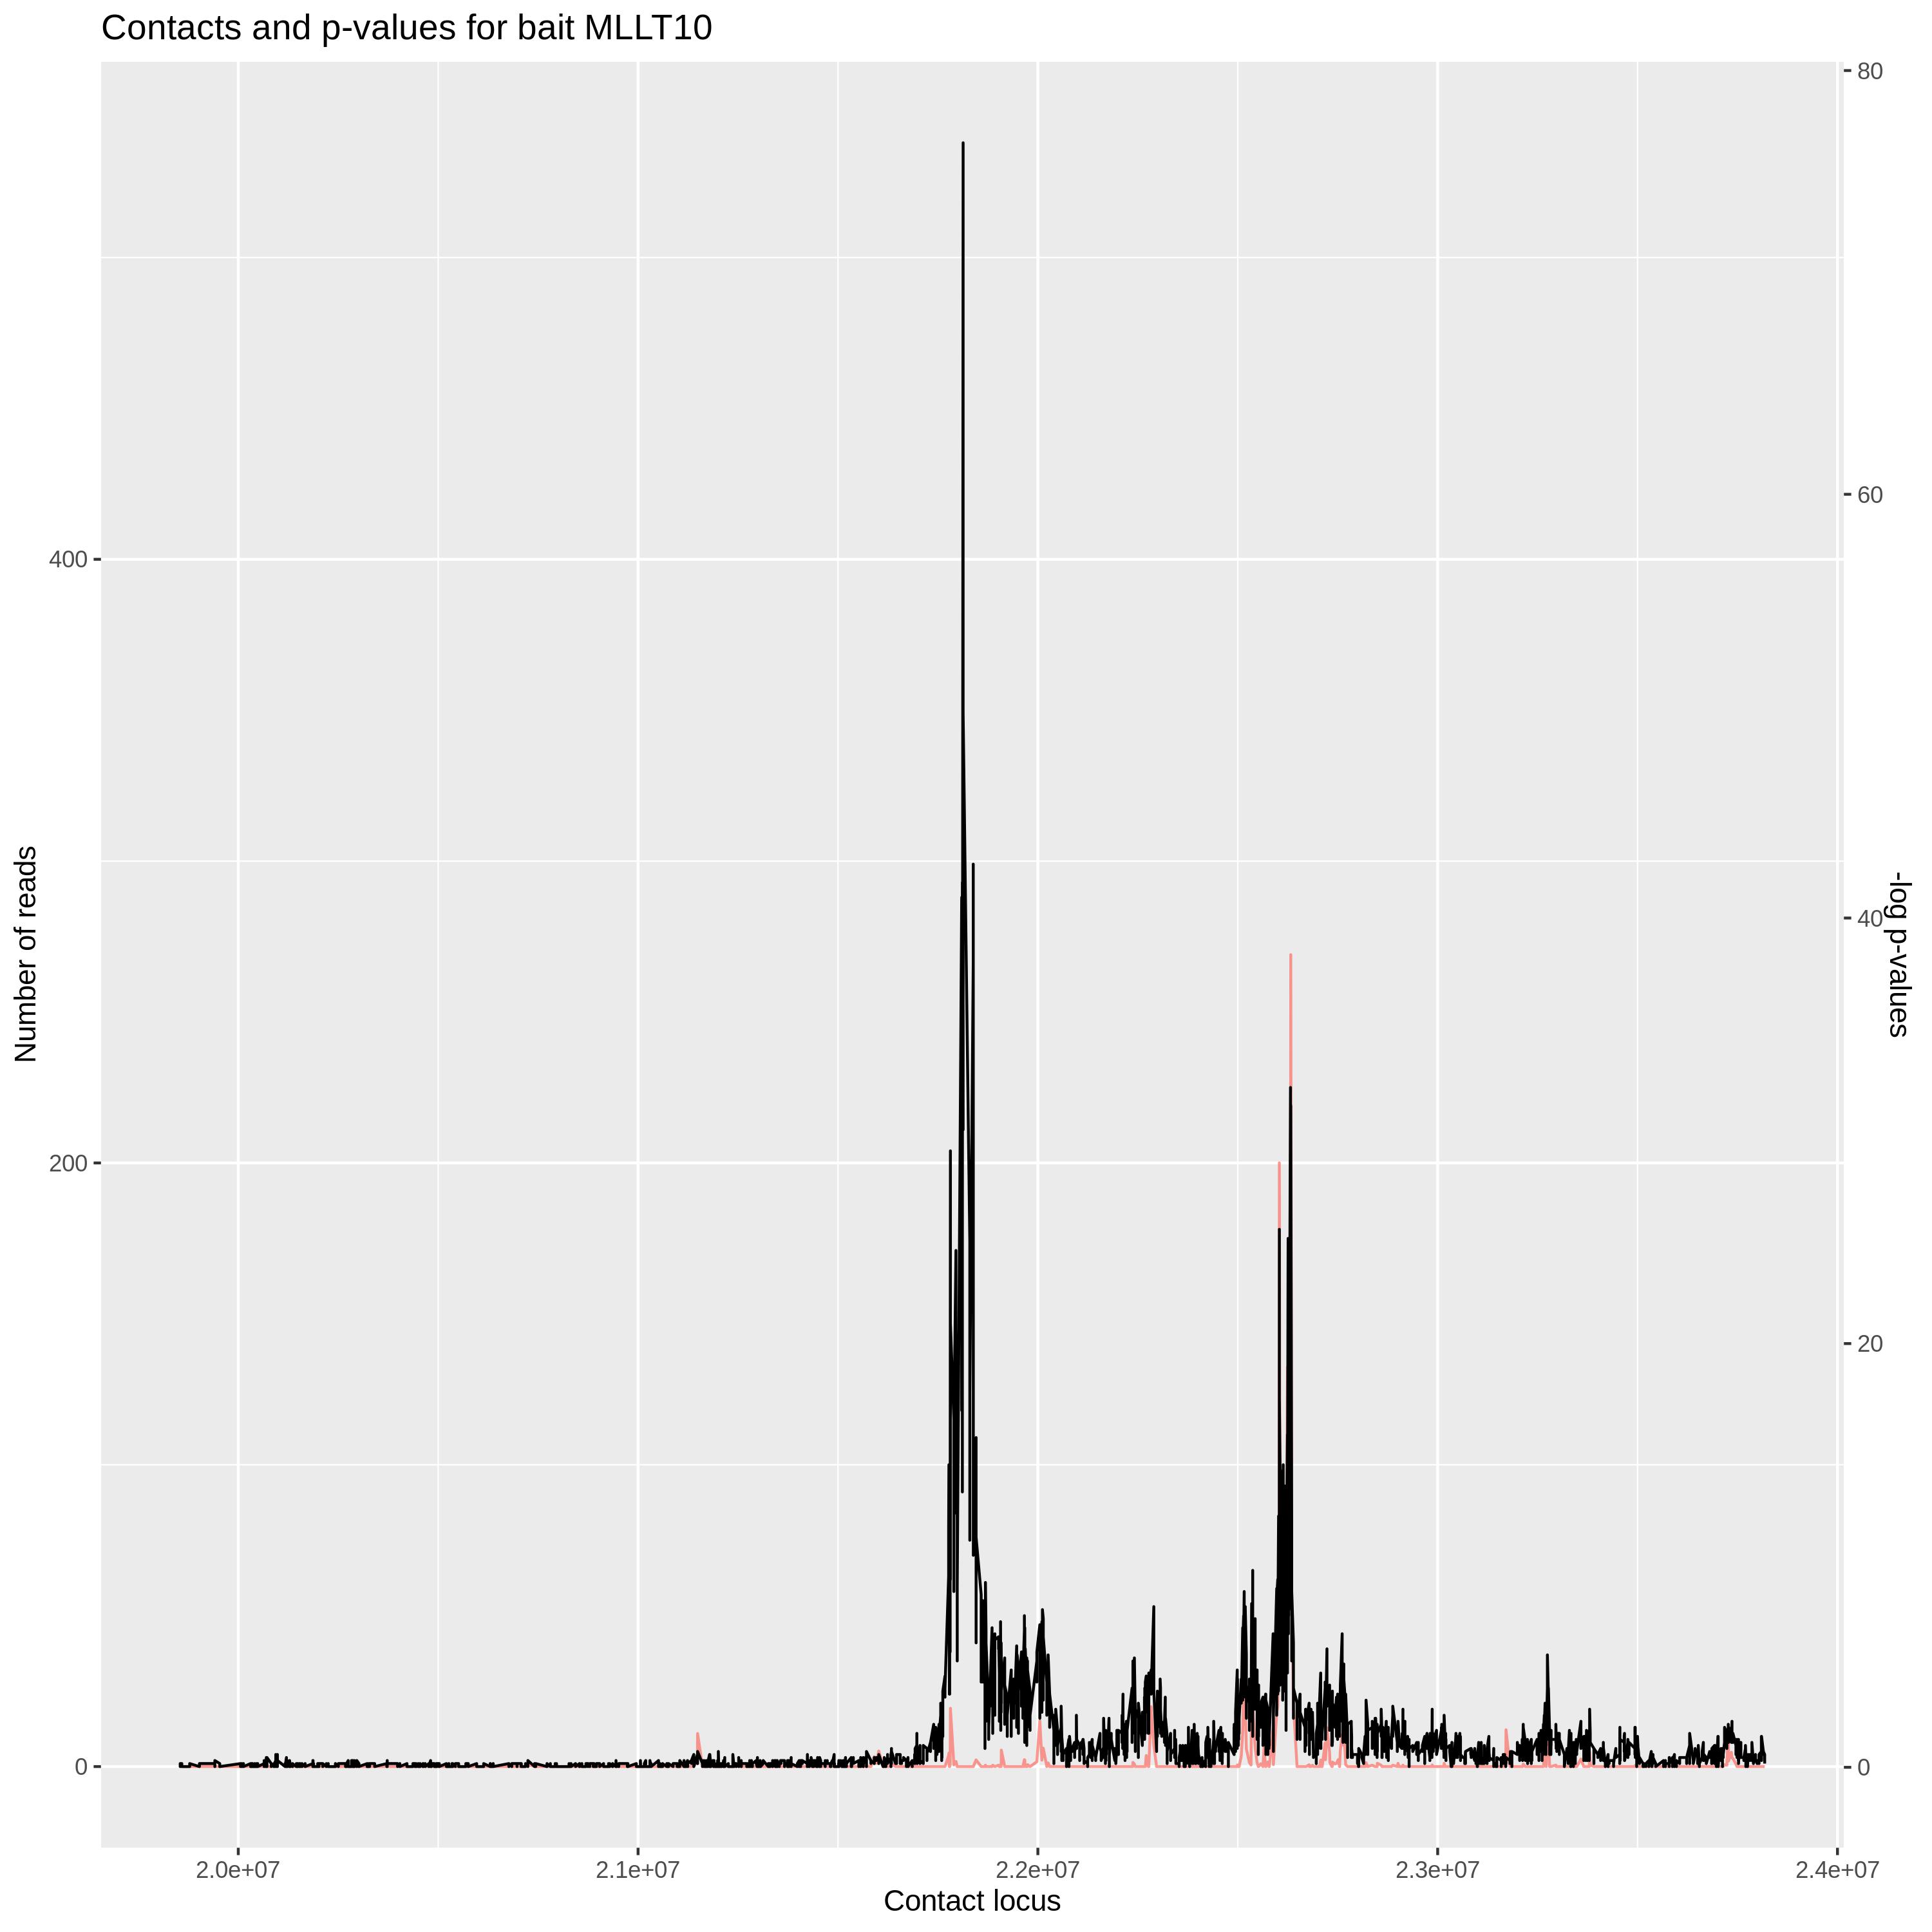 Contacts and p-values for bait MLLT10
80
60
400
Number of reads
-log p-values
40
200
20
0
0
2.0e+07
2.1e+07
2.2e+07
2.3e+07
2.4e+07
Contact locus